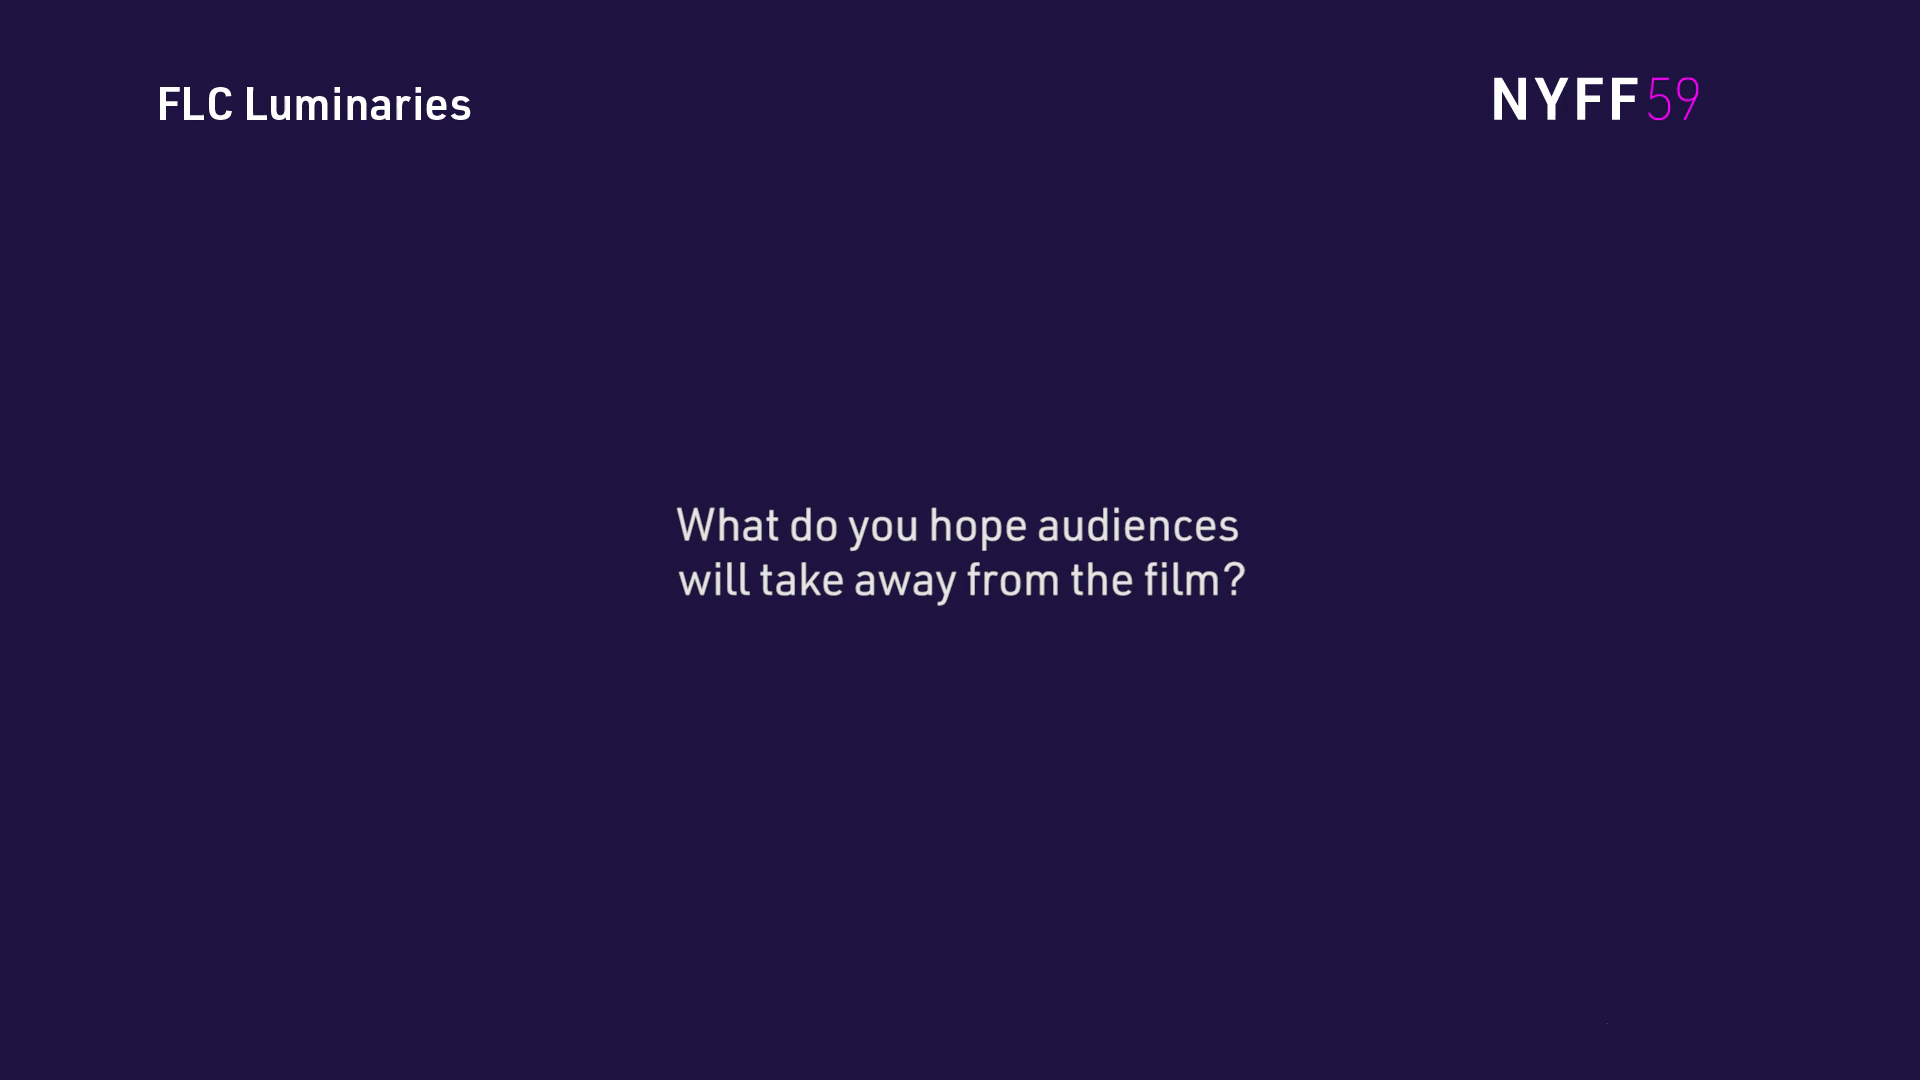 FLC Luminaries
NYFF59
What do you hope audiences
will take away from the film?